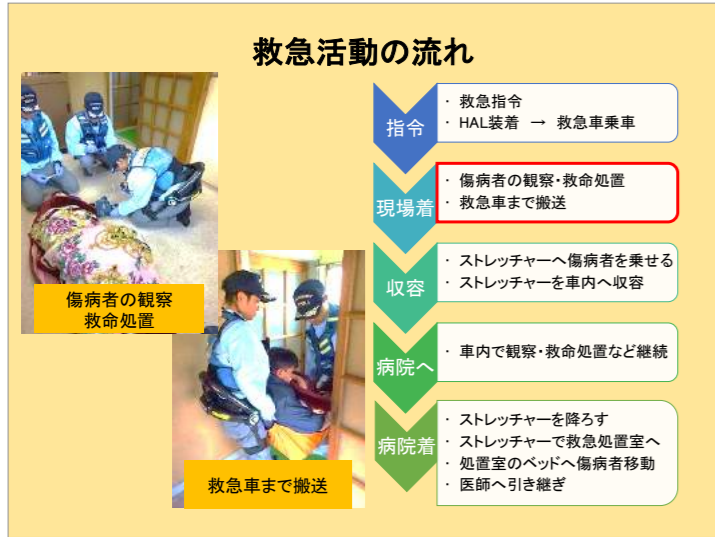 救急活動の流れ
指令
・ 救急指令
・ HAL装着 → 救急車乗車
現場着
・ 傷病者の観察・救命処置
・ 救急車まで搬送
収容
・ ストレッチャーへ傷病者を乗せる
・ ストレッチャーを車内へ収容
病院へ
・ 車内で観察・救命処置など継続
病院着
・ ストレッチャーを降ろす
・ ストレッチャーで救急処置室へ
・ 処置室のベッドへ傷病者移動
・ 医師へ引き継ぎ
傷病者の観察
救命処置
救急車まで搬送